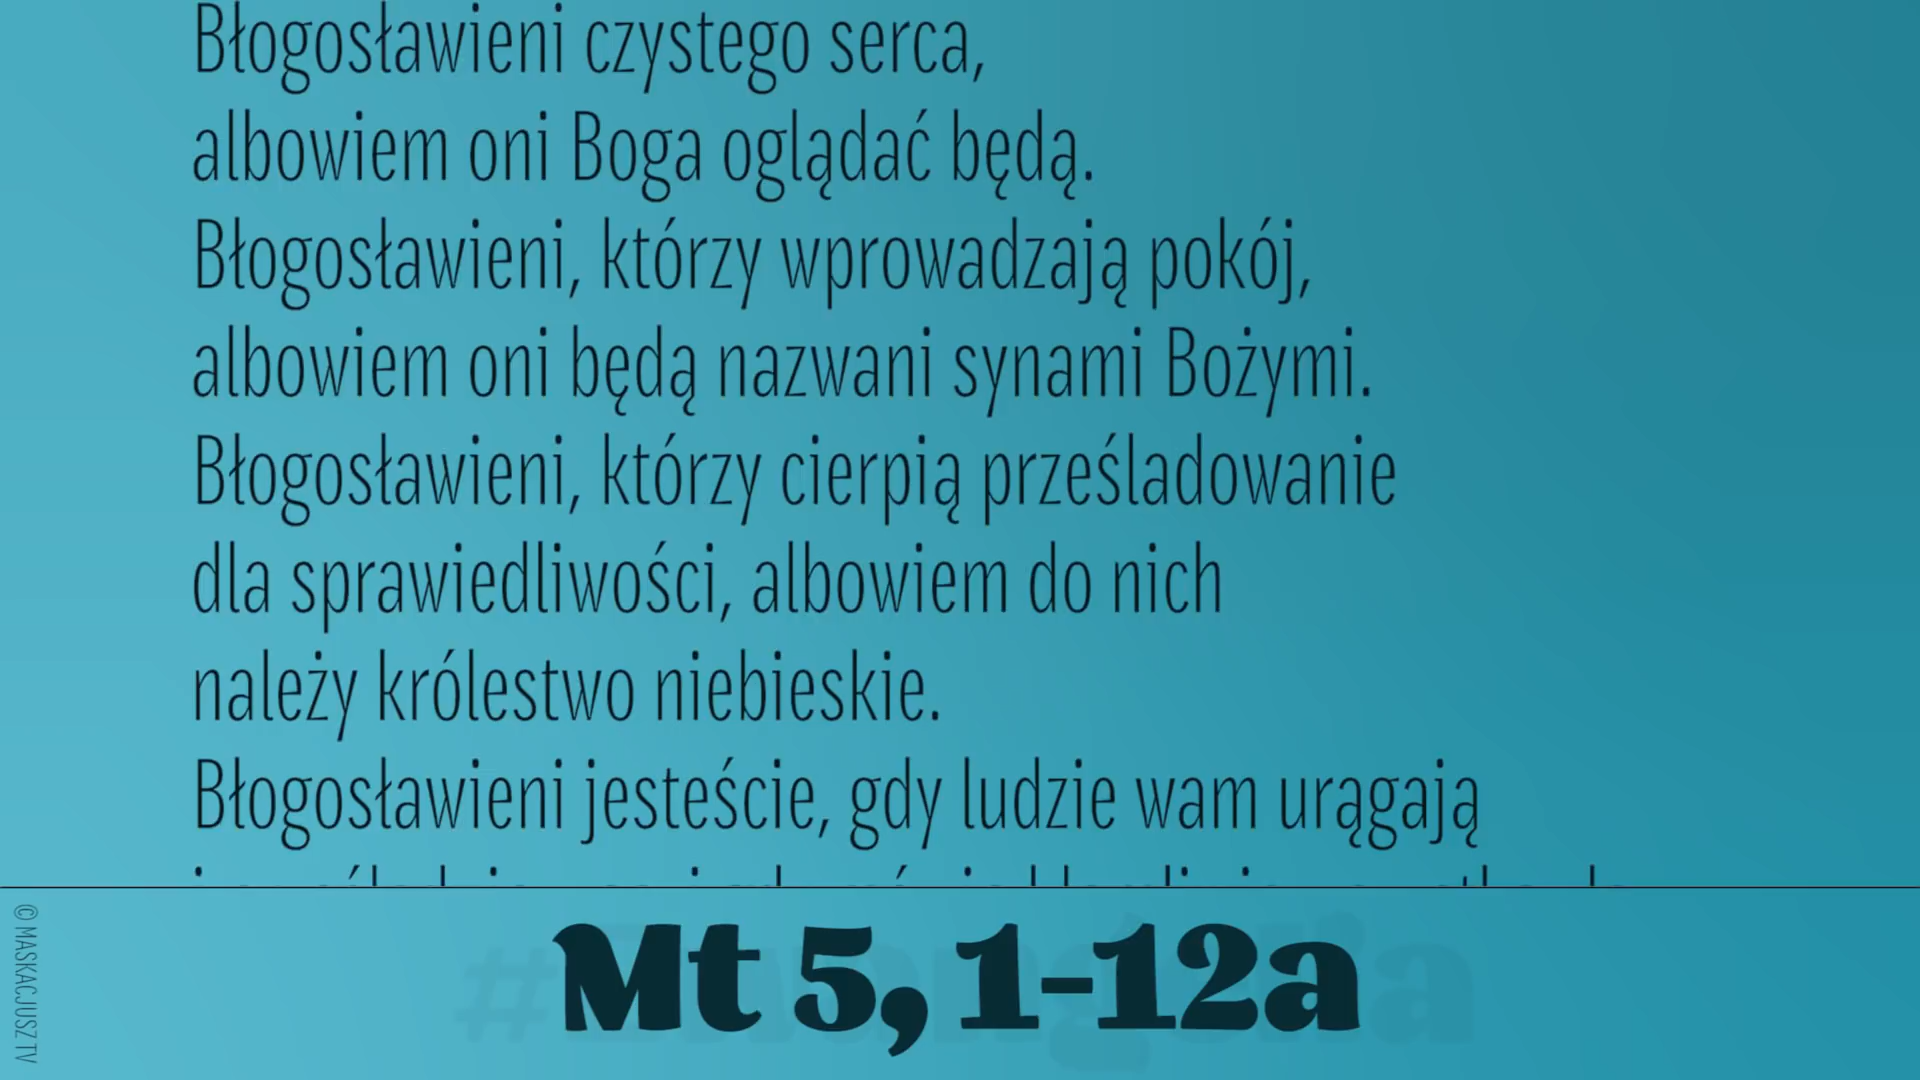 Błogosławieni czystego serca,
albowiem oni Boga oglądać będą.
Błogosławieni, którzy wprowadzają pokój,
albowiem oni będą nazwani synami Bożymi.
Błogosławieni, którzy cierpią prześladowanie
dla sprawiedliwości, albowiem do nich
należy królestwo niebieskie.
Błogosławieni jesteście, gdy ludzie wam urągają
Mt 5, 1-12a
© MASKACJUSZ TV